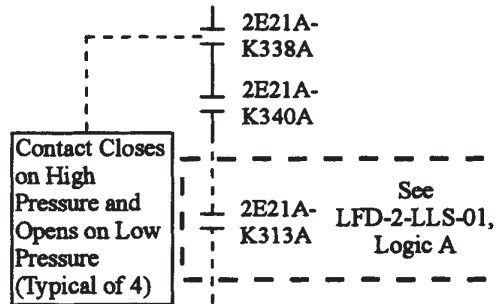 2E21A-
K338A
2E21A-
K340A
Contact Closes
on High
Pressure and
Opens on Low
Pressure
(Typical of 4)
2E21A-
K313A
See
LFD-2-LLS-01,
Logic A